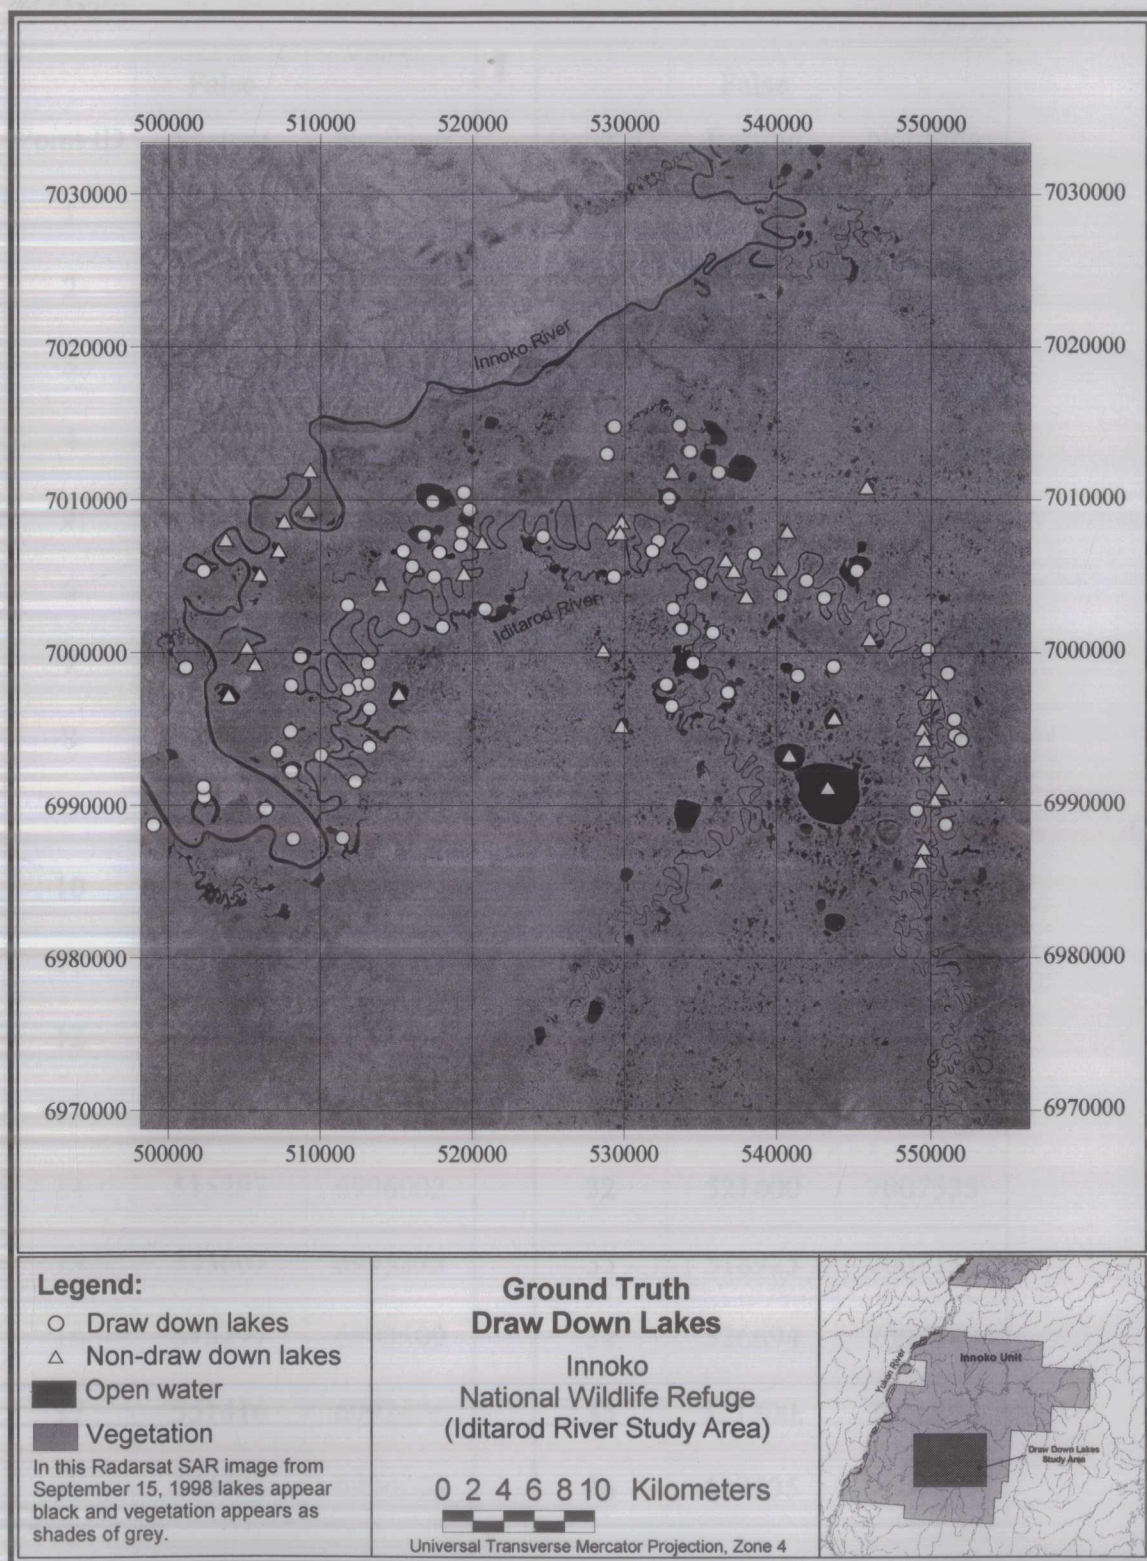 500000 510000 520000 530000 540000 550000
7030000 7030000
Innoko River
7020000 7020000
7010000 7010000
Iditarod River
7000000 7000000
6990000 6990000
6980000 6980000
6970000 6970000
500000 510000 520000 530000 540000 550000
Legend:
Draw down lakes
Non-draw down lakes
Open water
Vegetation
In this Radarsat SAR image from
September 15, 1998 lakes appear
black and vegetation appears as
shades of grey.
Ground Truth
Draw Down Lakes
Innoko
National Wildlife Refuge
(Iditarod River Study Area)
0 2 4 6 8 10 Kilometers
Universal Transverse Mercator Projection, Zone 4
Yukon River
Innoko Unit
Draw Down Lakes
Study Area